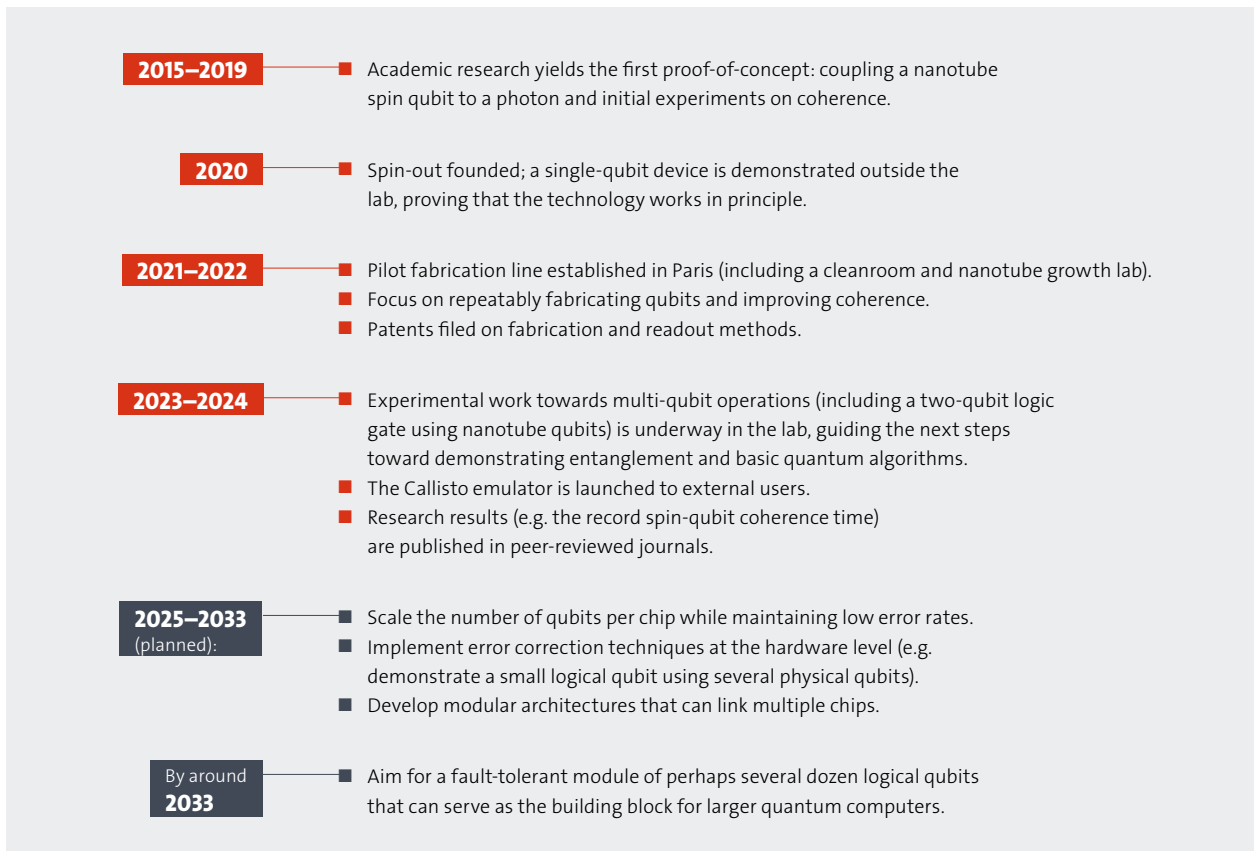 2015–2019
Academic research yields the first proof-of-concept: coupling a nanotube
spin qubit to a photon and initial experiments on coherence.
2020
Spin-out founded; a single-qubit device is demonstrated outside the
lab, proving that the technology works in principle.
2021–2022
Pilot fabrication line established in Paris (including a cleanroom and nanotube growth lab).
Focus on repeatably fabricating qubits and improving coherence.
Patents filed on fabrication and readout methods.
2023–2024
Experimental work towards multi-qubit operations (including a two-qubit logic
gate using nanotube qubits) is underway in the lab, guiding the next steps
toward demonstrating entanglement and basic quantum algorithms.
The Callisto emulator is launched to external users.
Research results (e.g. the record spin-qubit coherence time)
are published in peer-reviewed journals.
2025–2033
(planned):
Scale the number of qubits per chip while maintaining low error rates.
Implement error correction techniques at the hardware level (e.g.
demonstrate a small logical qubit using several physical qubits).
Develop modular architectures that can link multiple chips.
By around
2033
Aim for a fault-tolerant module of perhaps several dozen logical qubits
that can serve as the building block for larger quantum computers.